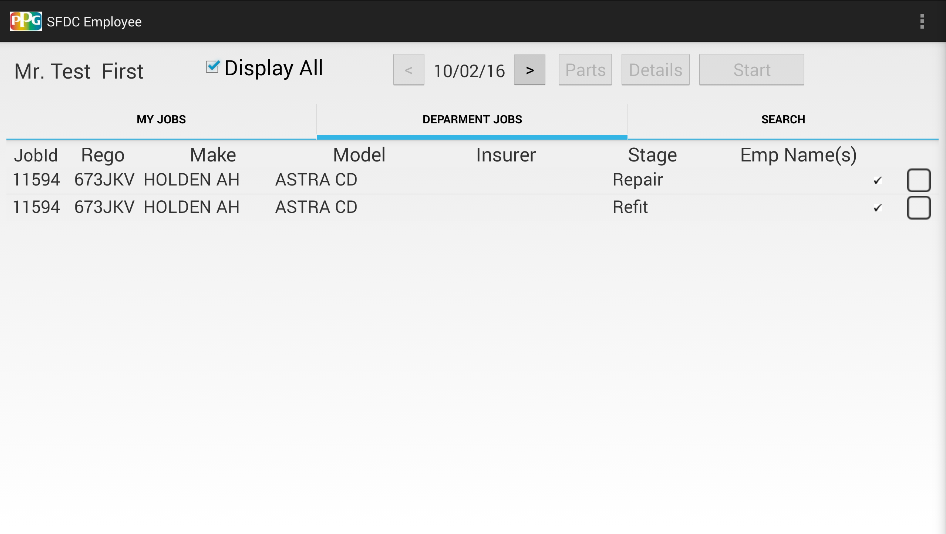 PPG SFDC Employee
Mr. Test First Display All < 10/02/16 > Parts Details Start
MY JOBS DEPARMENT JOBS SEARCH
JobId Rego Make Model Insurer Stage Emp Name(s)
11594 673JKV HOLDEN AH ASTRA CD Repair ✓
11594 673JKV HOLDEN AH ASTRA CD Refit ✓